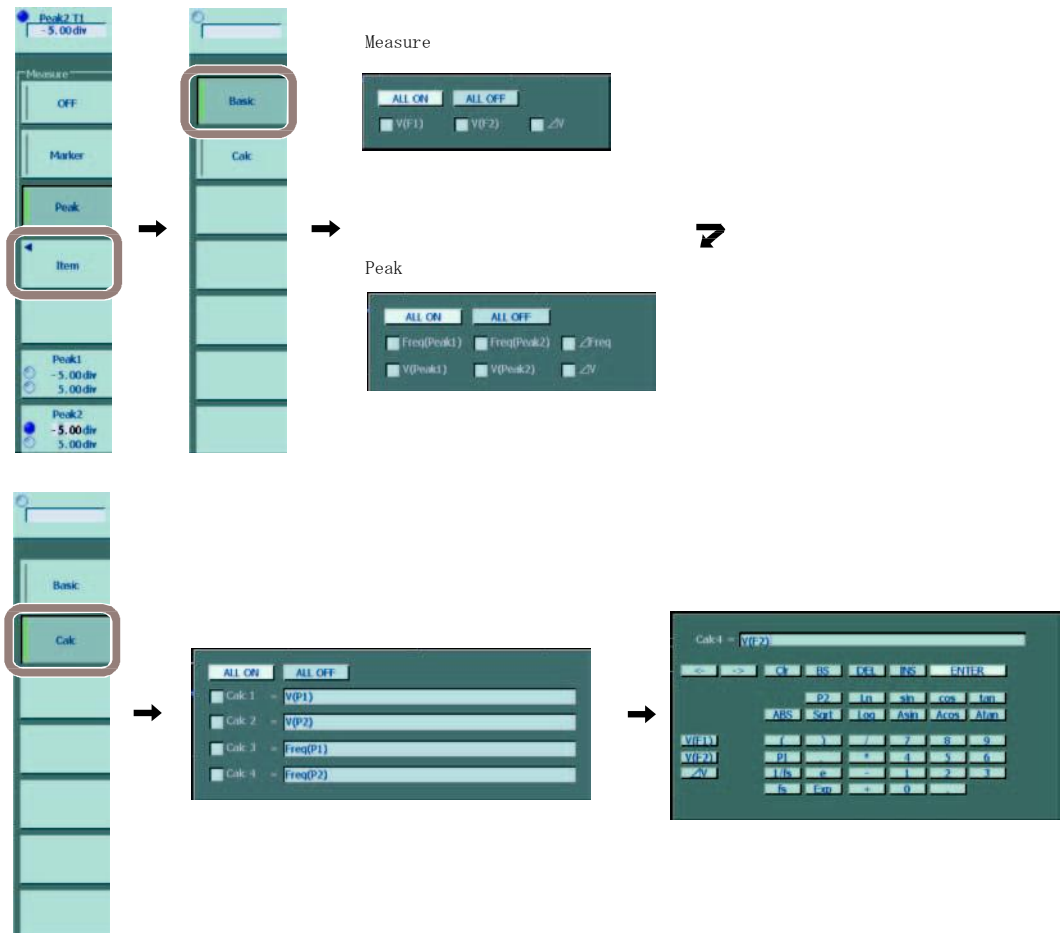 Peak2 T1
-5.00div
Measure
OFF
Marker
Peak
Item
Peak1
-5.00div
5.00div
Peak2
-5.00div
5.00div
Basic
Calc
Measure
ALL ON ALL OFF
V(F1) V(F2) ⊿V
Peak
ALL ON ALL OFF
Freq(Peak1) Freq(Peak2) ⊿Freq
V(Peak1) V(Peak2) ⊿V
Basic
Calc
ALL ON ALL OFF
Calc 1 = V(P1)
Calc 2 = V(P2)
Calc 3 = Freq(P1)
Calc 4 = Freq(P2)
Calc4 = V(F2)
<- -> Clr BS DEL INS ENTER
P2 Ln sin cos tan
ABS Sqrt Log Asin Acos Atan
V(F1) ( ) / 7 8 9
V(F2) P1 , * 4 5 6
⊿V 1/fs e - 1 2 3
fs Exp + 0 .